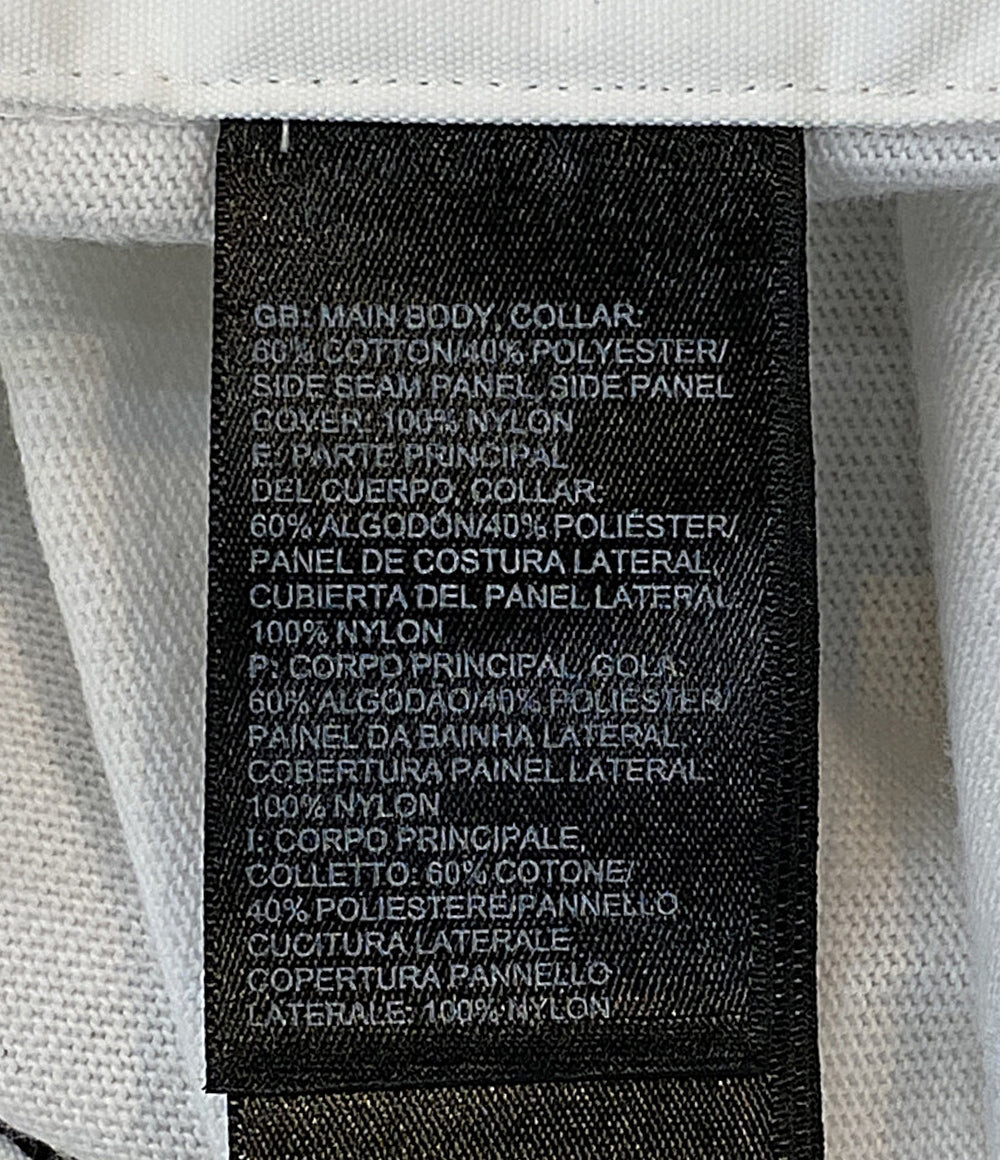 GB: MAIN BODY, COLLAR:
60% COTTON/40% POLYESTER/
SIDE SEAM PANEL, SIDE PANEL
COVER: 100% NYLON
E: PARTE PRINCIPAL
DEL CUERPO, COLLAR:
60% ALGODÓN/40% POLIÉSTER/
PANEL DE COSTURA LATERAL,
CUBIERTA DEL PANEL LATERAL:
100% NYLON
P: CORPO PRINCIPAL, GOLA:
60% ALGODÃO/40% POLIÉSTER/
PAINEL DA BAINHA LATERAL,
COBERTURA PAINEL LATERAL:
100% NYLON
I: CORPO PRINCIPALE,
COLLETTO: 60% COTONE/
40% POLIESTERE/PANNELLO
CUCITURA LATERALE,
COPERTURA PANNELLO
LATERALE: 100% NYLON